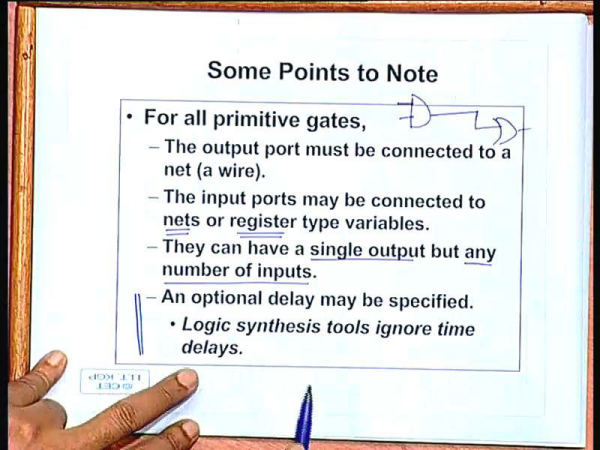 Some Points to Note
• For all primitive gates,
– The output port must be connected to a
net (a wire).
– The input ports may be connected to
nets or register type variables.
– They can have a single output but any
number of inputs.
– An optional delay may be specified.
• Logic synthesis tools ignore time
delays.
© CET
I.I.T. KGP